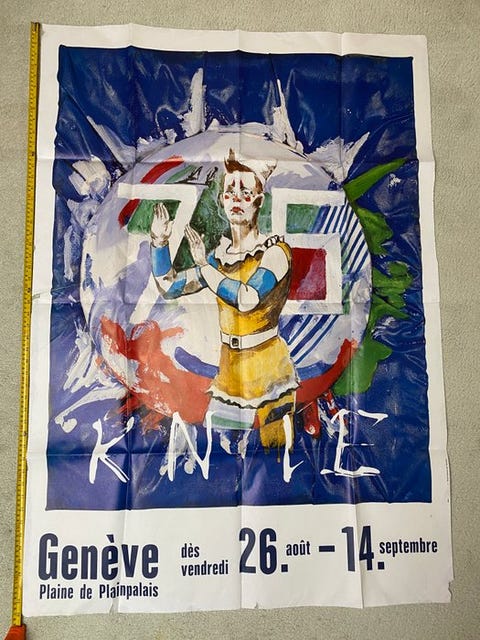 75
KNIE
Genève dès vendredi 26. août – 14. septembre
Plaine de Plainpalais